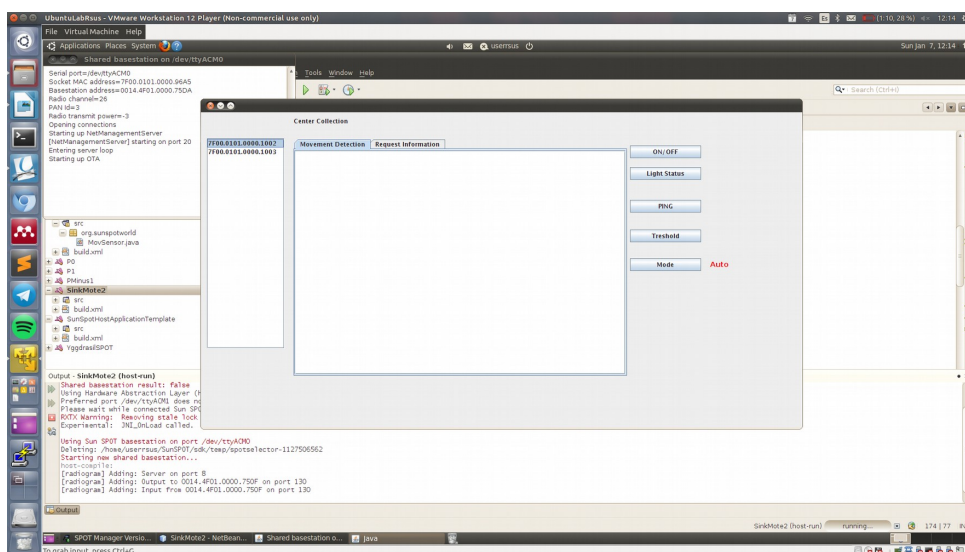 UbuntuLabRsus - VMware Workstation 12 Player (Non-commercial use only)
Es
(1:10, 28%)
12:14
File Virtual Machine Help
Applications Places System
userrsus
Sun Jan 7, 12:14
Shared basestation on /dev/ttyACM0
Serial port=/dev/ttyACM0
Socket MAC address=7F00.0101.0000.96A5
Basestation address=0014.4F01.0000.75DA
Radio channel=26
PAN Id=3
Radio transmit power=-3
Opening connections
Starting up NetManagementServer
[NetManagementServer] starting on port 20
Entering server loop
Starting up OTA
Tools Window Help
Search (Ctrl+I)
Center Collection
7F00.0101.0000.1002
7F00.0101.0000.1003
Movement Detection
Request Information
ON/OFF
Light Status
PING
Treshold
Mode
Auto
src
org.sunspotworld
MovSensor.java
build.xml
P0
P1
PMinus1
SinkMote2
src
build.xml
SunSpotHostApplicationTemplate
src
build.xml
YggdrasilSPOT
Output - SinkMote2 (host-run)
Shared basestation result: false
Using Hardware Abstraction Layer (H
Preferred port /dev/ttyACM1 does no
Please wait while connected Sun SPO
RXTX Warning: Removing stale lock
Experimental: JNI_OnLoad called.
Using Sun SPOT basestation on port /dev/ttyACM0
Deleting: /home/userrsus/SunSPOT/sdk/temp/spotselector-1127506562
Starting new shared basestation...
host-compile:
[radiogram] Adding: Server on port 8
[radiogram] Adding: Output to 0014.4F01.0000.750F on port 130
[radiogram] Adding: Input from 0014.4F01.0000.750F on port 130
Output
SinkMote2 (host-run)
running...
174 | 77
SPOT Manager Versio...
SinkMote2 - NetBean...
Shared basestation o...
Java
To grab input, press Ctrl+G